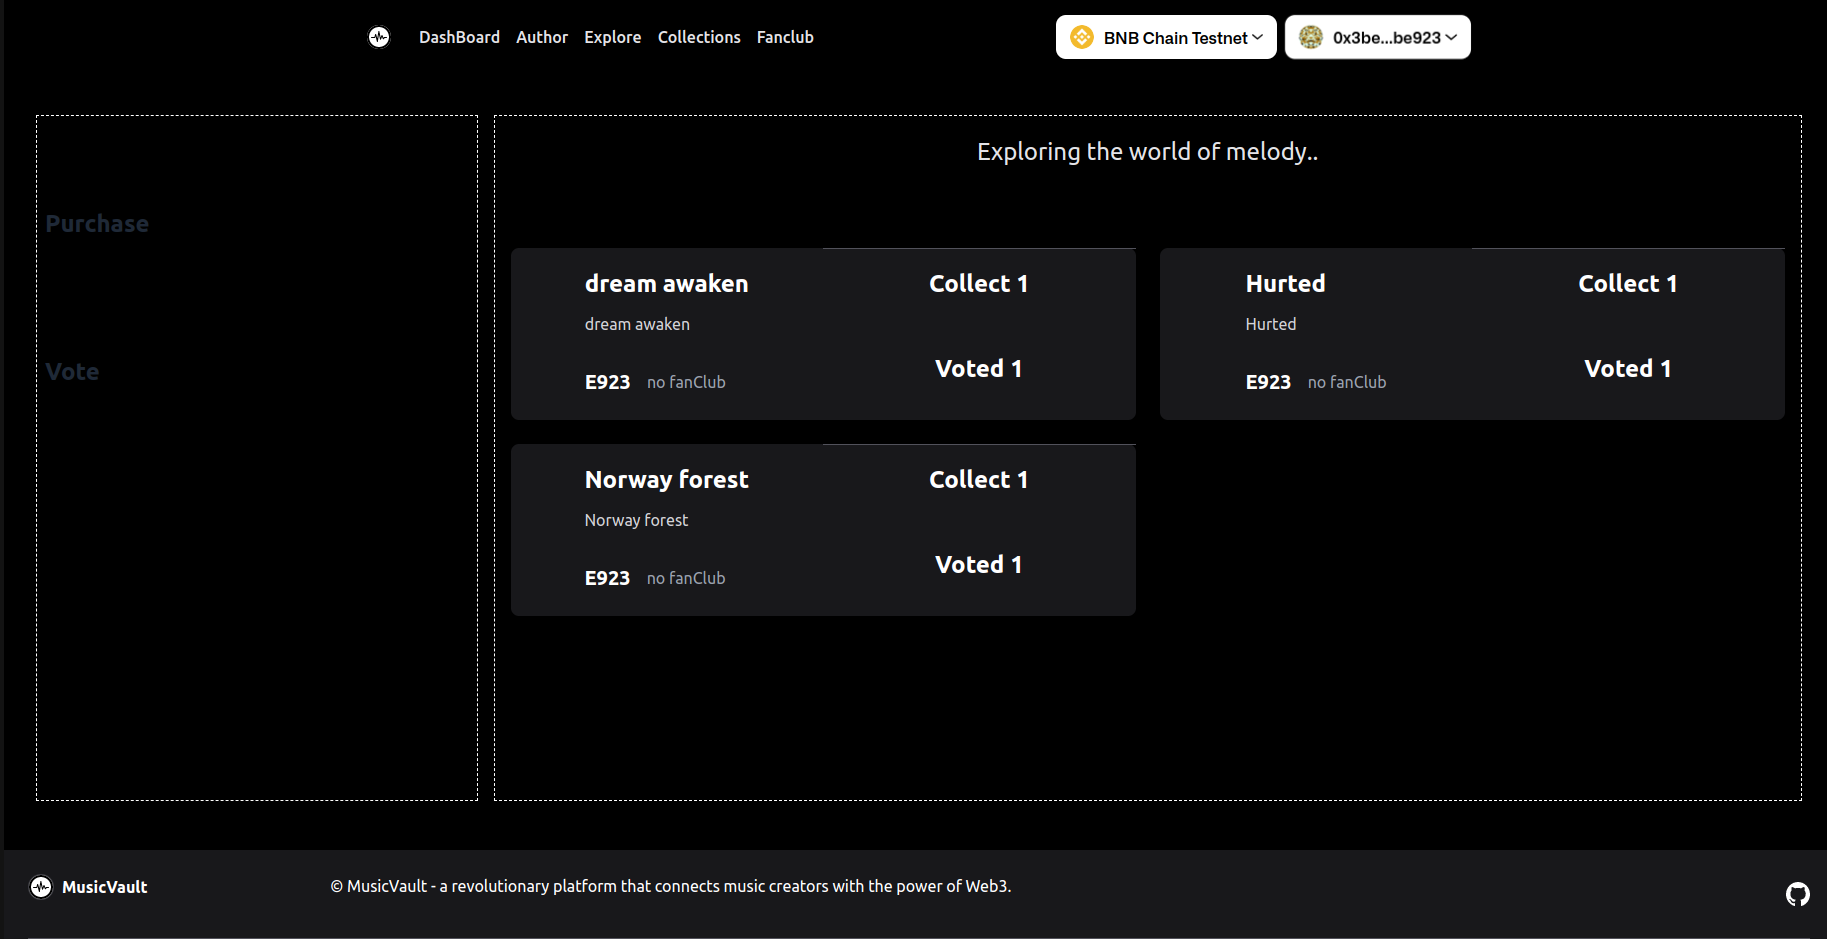 DashBoard Author Explore Collections Fanclub BNB Chain Testnet 0x3be...be923
Purchase
Vote
Exploring the world of melody..
dream awaken Collect 1
dream awaken
Voted 1
E923 no fanClub
Hurted Collect 1
Hurted
Voted 1
E923 no fanClub
Norway forest Collect 1
Norway forest
Voted 1
E923 no fanClub
MusicVault © MusicVault - a revolutionary platform that connects music creators with the power of Web3.